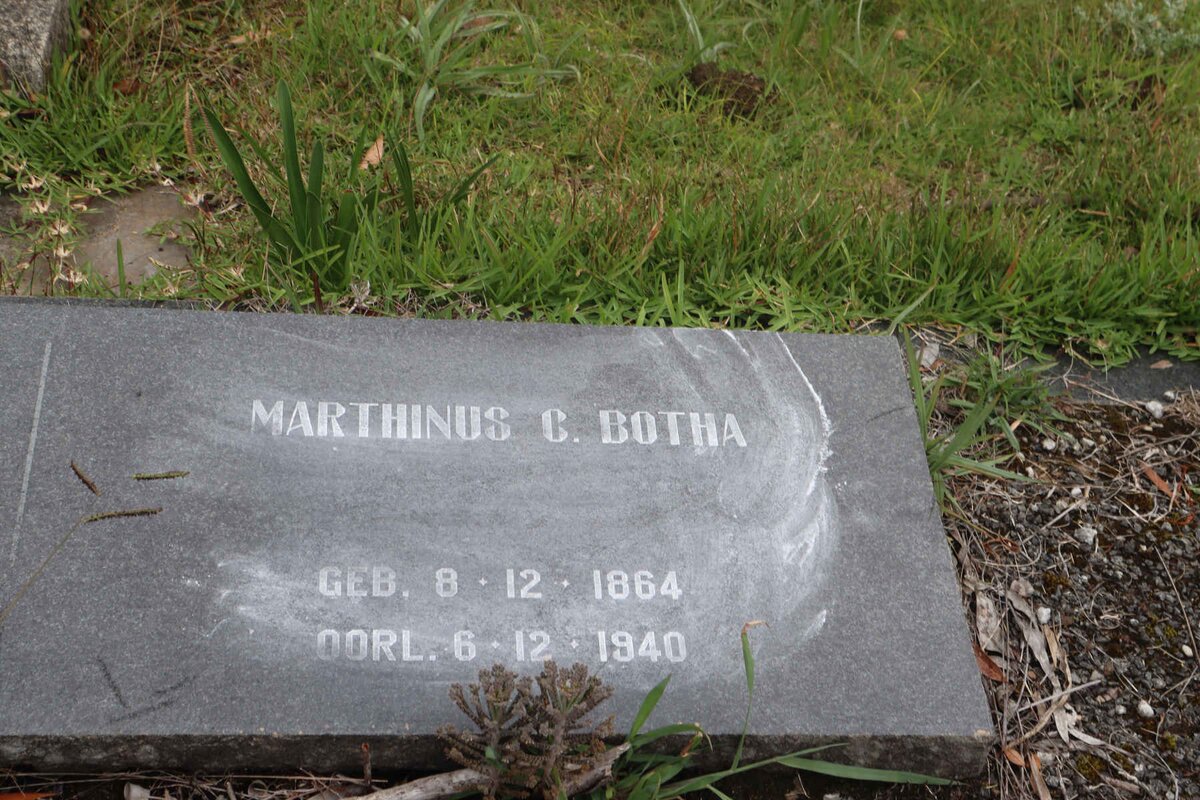 MARTHINUS C. BOTHA
GEB. 8 · 12 · 1864
OORL. 6 · 12 · 1940